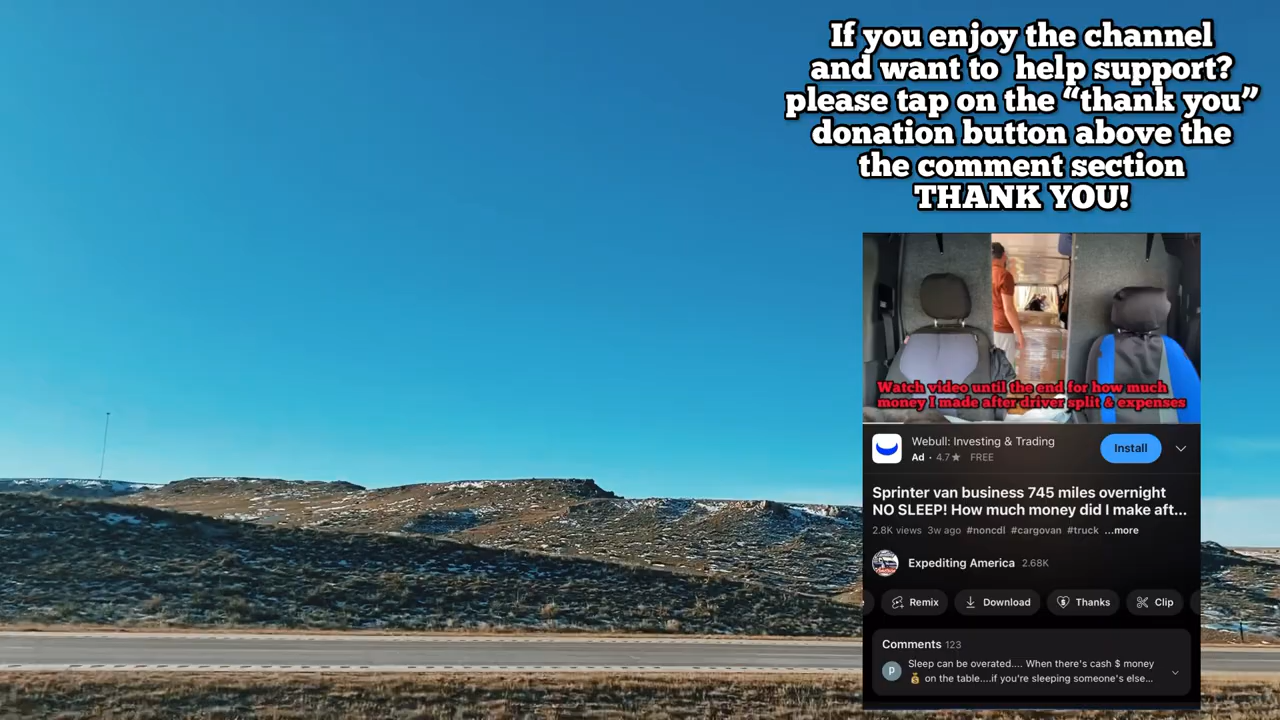 If you enjoy the channel
and want to help support?
please tap on the “thank you”
donation button above the
the comment section
THANK YOU!
Watch video until the end for how much
money I made after driver split & expenses
Webull: Investing & Trading
Ad · 4.7★ FREE
Install
Sprinter van business 745 miles overnight
NO SLEEP! How much money did I make aft...
2.8K views 3w ago #noncdl #cargovan #truck ...more
Expediting America 2.68K
Remix
Download
Thanks
Clip
Comments 123
P
Sleep can be overated.... When there's cash $ money
💰 on the table....if you're sleeping someone's else...